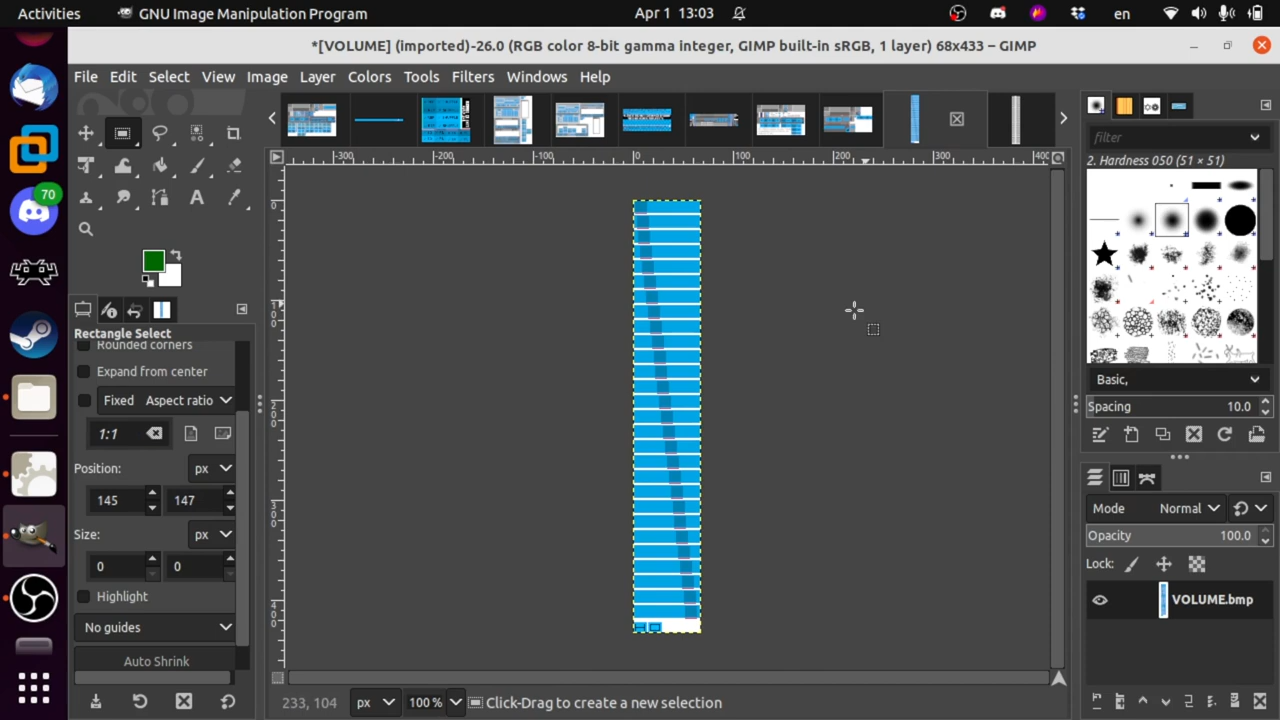 Activities
GNU Image Manipulation Program
Apr 1 13:03
en
*[VOLUME] (imported)-26.0 (RGB color 8-bit gamma integer, GIMP built-in sRGB, 1 layer) 68x433 – GIMP
File Edit Select View Image Layer Colors Tools Filters Windows Help
70
-300 -200 -100 0 100 200 300 400
0
100
200
300
400
filter
2. Hardness 050 (51 × 51)
Rectangle Select
Rounded corners
Expand from center
Fixed Aspect ratio
1:1
Position: px
145 147
Size: px
0 0
Highlight
No guides
Auto Shrink
Basic,
Spacing 10.0
Mode Normal
Opacity 100.0
Lock:
VOLUME.bmp
233, 104 px 100 % Click-Drag to create a new selection